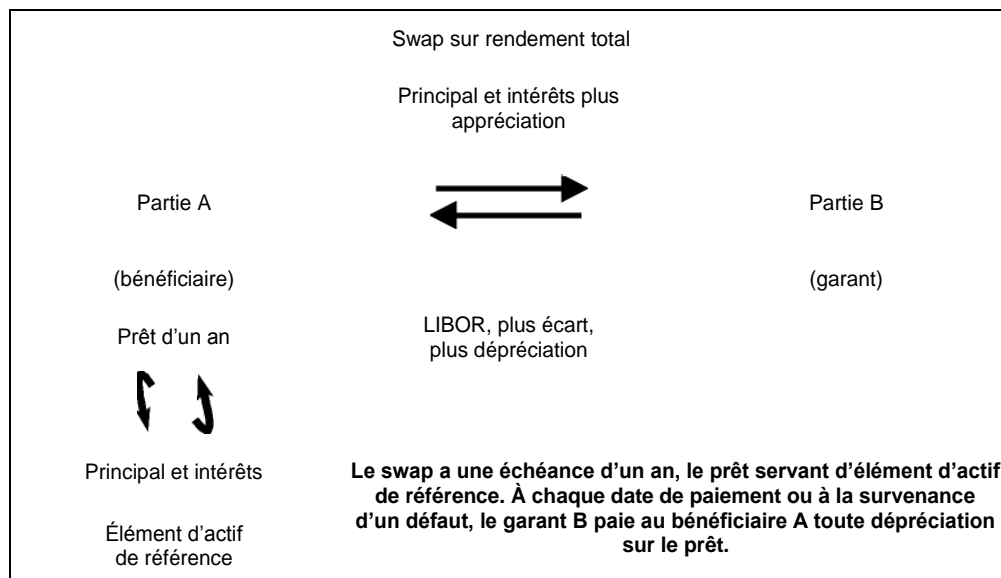 Swap sur rendement total
Principal et intérêts plus
appréciation
Partie A
Partie B
(bénéficiaire)
(garant)
Prêt d'un an
LIBOR, plus écart,
plus dépréciation
Principal et intérêts
Élément d'actif
de référence
Le swap a une échéance d'un an, le prêt servant d'élément d'actif
de référence. À chaque date de paiement ou à la survenance
d'un défaut, le garant B paie au bénéficiaire A toute dépréciation
sur le prêt.